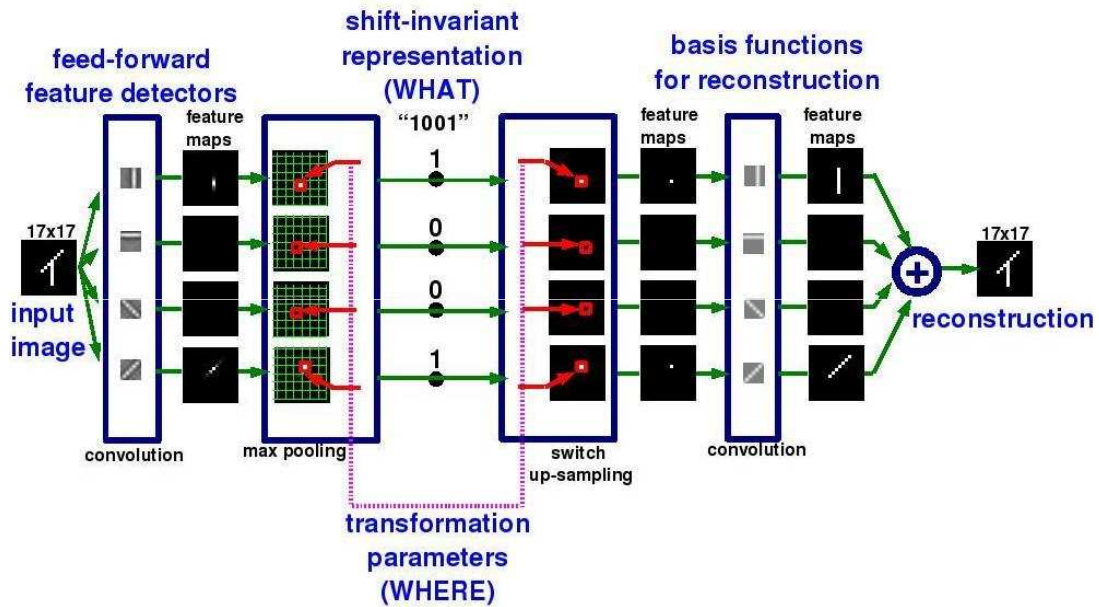 feed-forward
feature detectors
shift-invariant
representation
(WHAT)
"1001"
basis functions
for reconstruction
feature
maps
feature
maps
feature
maps
17x17
input
image
1
0
0
1
17x17
reconstruction
convolution
max pooling
switch
up-sampling
convolution
transformation
parameters
(WHERE)